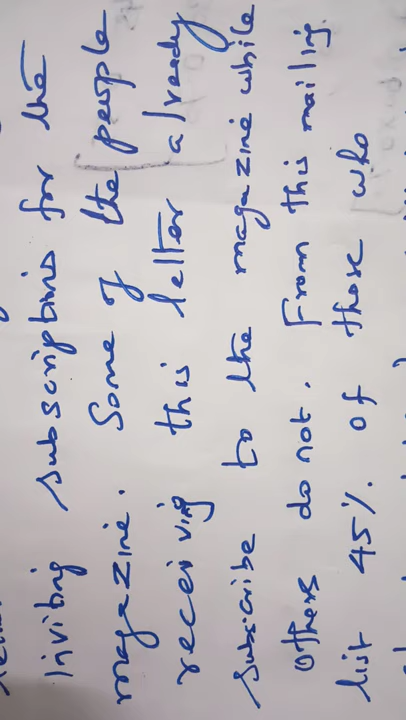 inviting subscriptions for the
magazine. Some of the people
receiving this letter already
subscribe to the magazine while
others do not. From this mailing
list 45% of those who